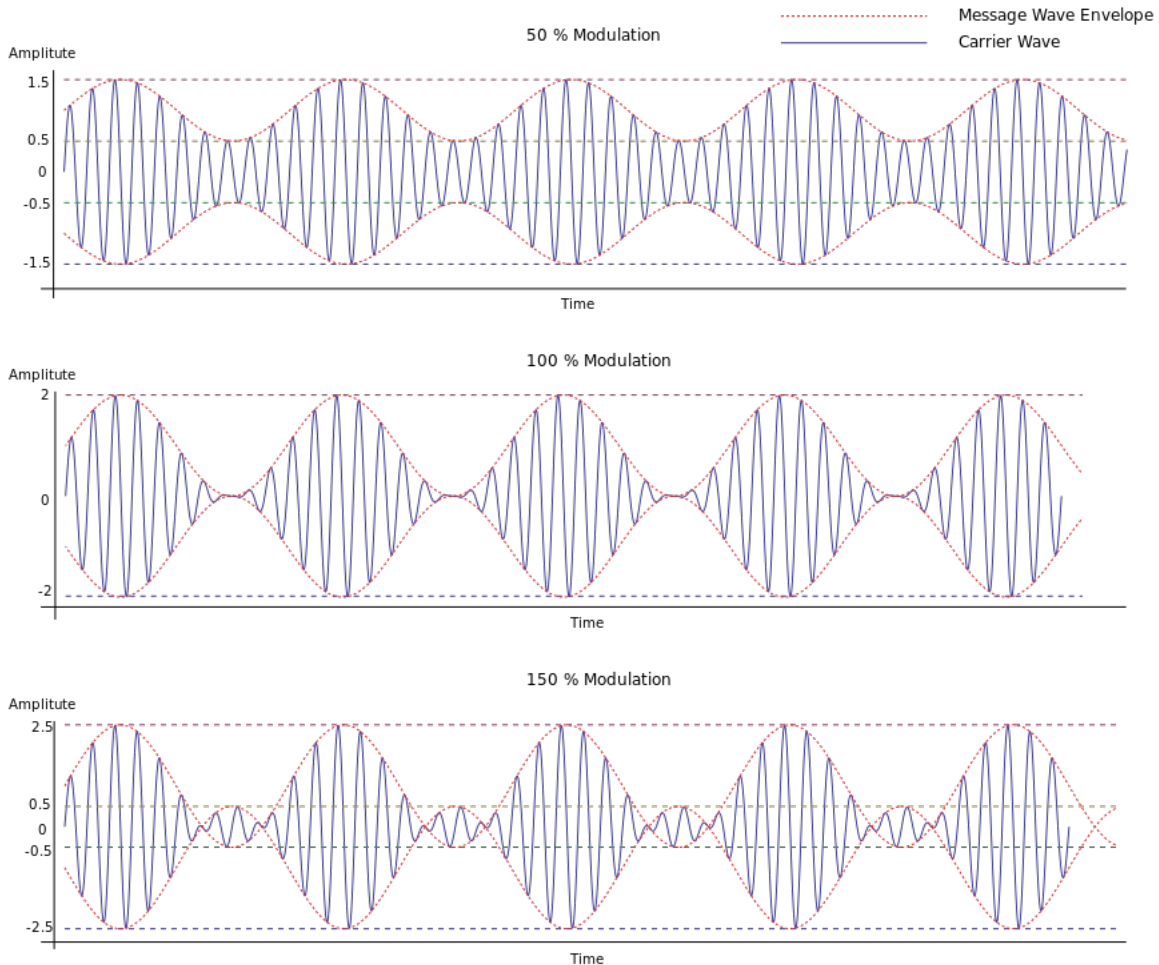 Message Wave Envelope
50 % Modulation
Carrier Wave
Amplitute
1.5
0.5
0
-0.5
-1.5
Time
100 % Modulation
Amplitute
2
0
-2
Time
150 % Modulation
Amplitute
2.5
0.5
0
-0.5
-2.5
Time